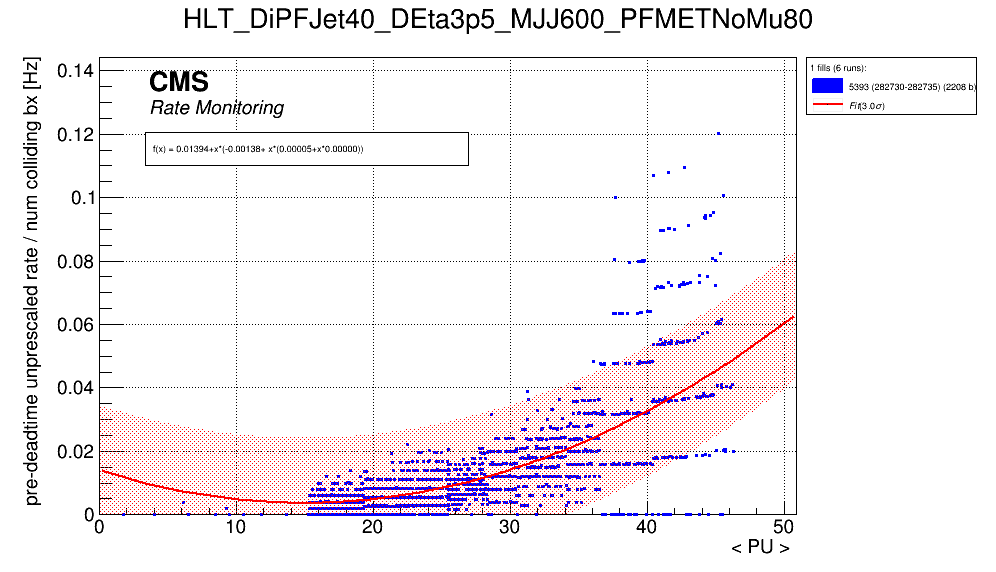 HLT_DiPFJet40_DEta3p5_MJJ600_PFMETNoMu80
pre-deadtime unprescaled rate / num colliding bx [Hz]
CMS
Rate Monitoring
f(x) = 0.01394+x*(-0.00138+ x*(0.00005+x*0.00000))
1 fills (6 runs):
5393 (282730-282735) (2208 b)
Fit(3.0σ)
0.14
0.12
0.1
0.08
0.06
0.04
0.02
0
0 10 20 30 40 50
< PU >